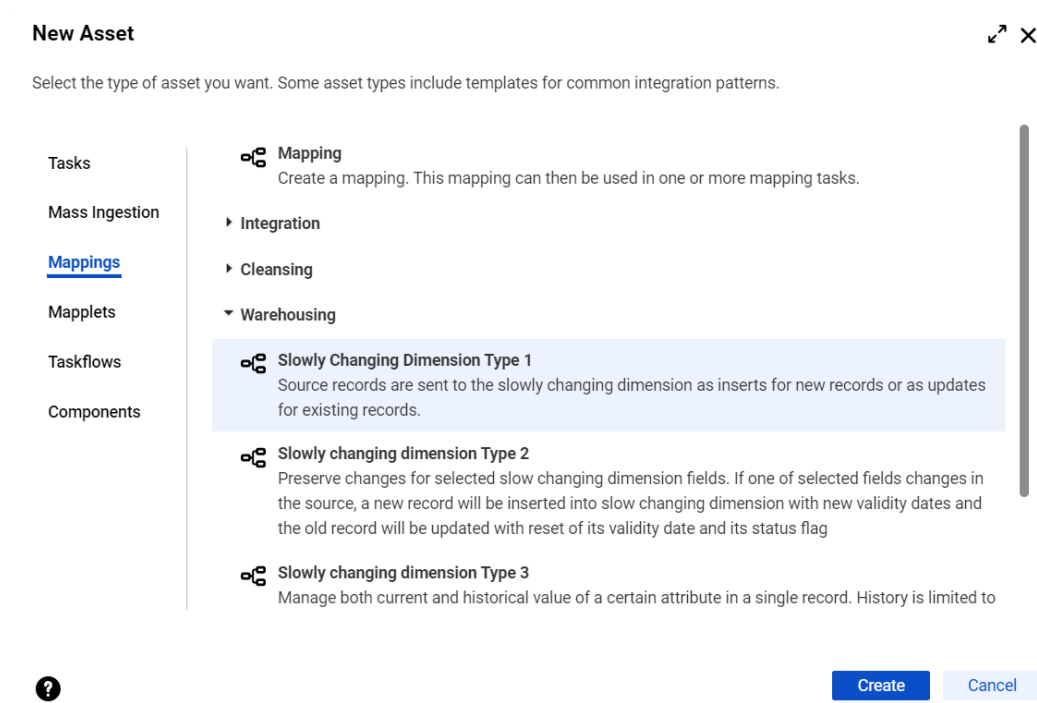 New Asset
Select the type of asset you want. Some asset types include templates for common integration patterns.
Tasks
Mass Ingestion
Mappings
Mapplets
Taskflows
Components
Mapping
Create a mapping. This mapping can then be used in one or more mapping tasks.
Integration
Cleansing
Warehousing
Slowly Changing Dimension Type 1
Source records are sent to the slowly changing dimension as inserts for new records or as updates
for existing records.
Slowly changing dimension Type 2
Preserve changes for selected slow changing dimension fields. If one of selected fields changes in
the source, a new record will be inserted into slow changing dimension with new validity dates and
the old record will be updated with reset of its validity date and its status flag
Slowly changing dimension Type 3
Manage both current and historical value of a certain attribute in a single record. History is limited to
?
Create
Cancel